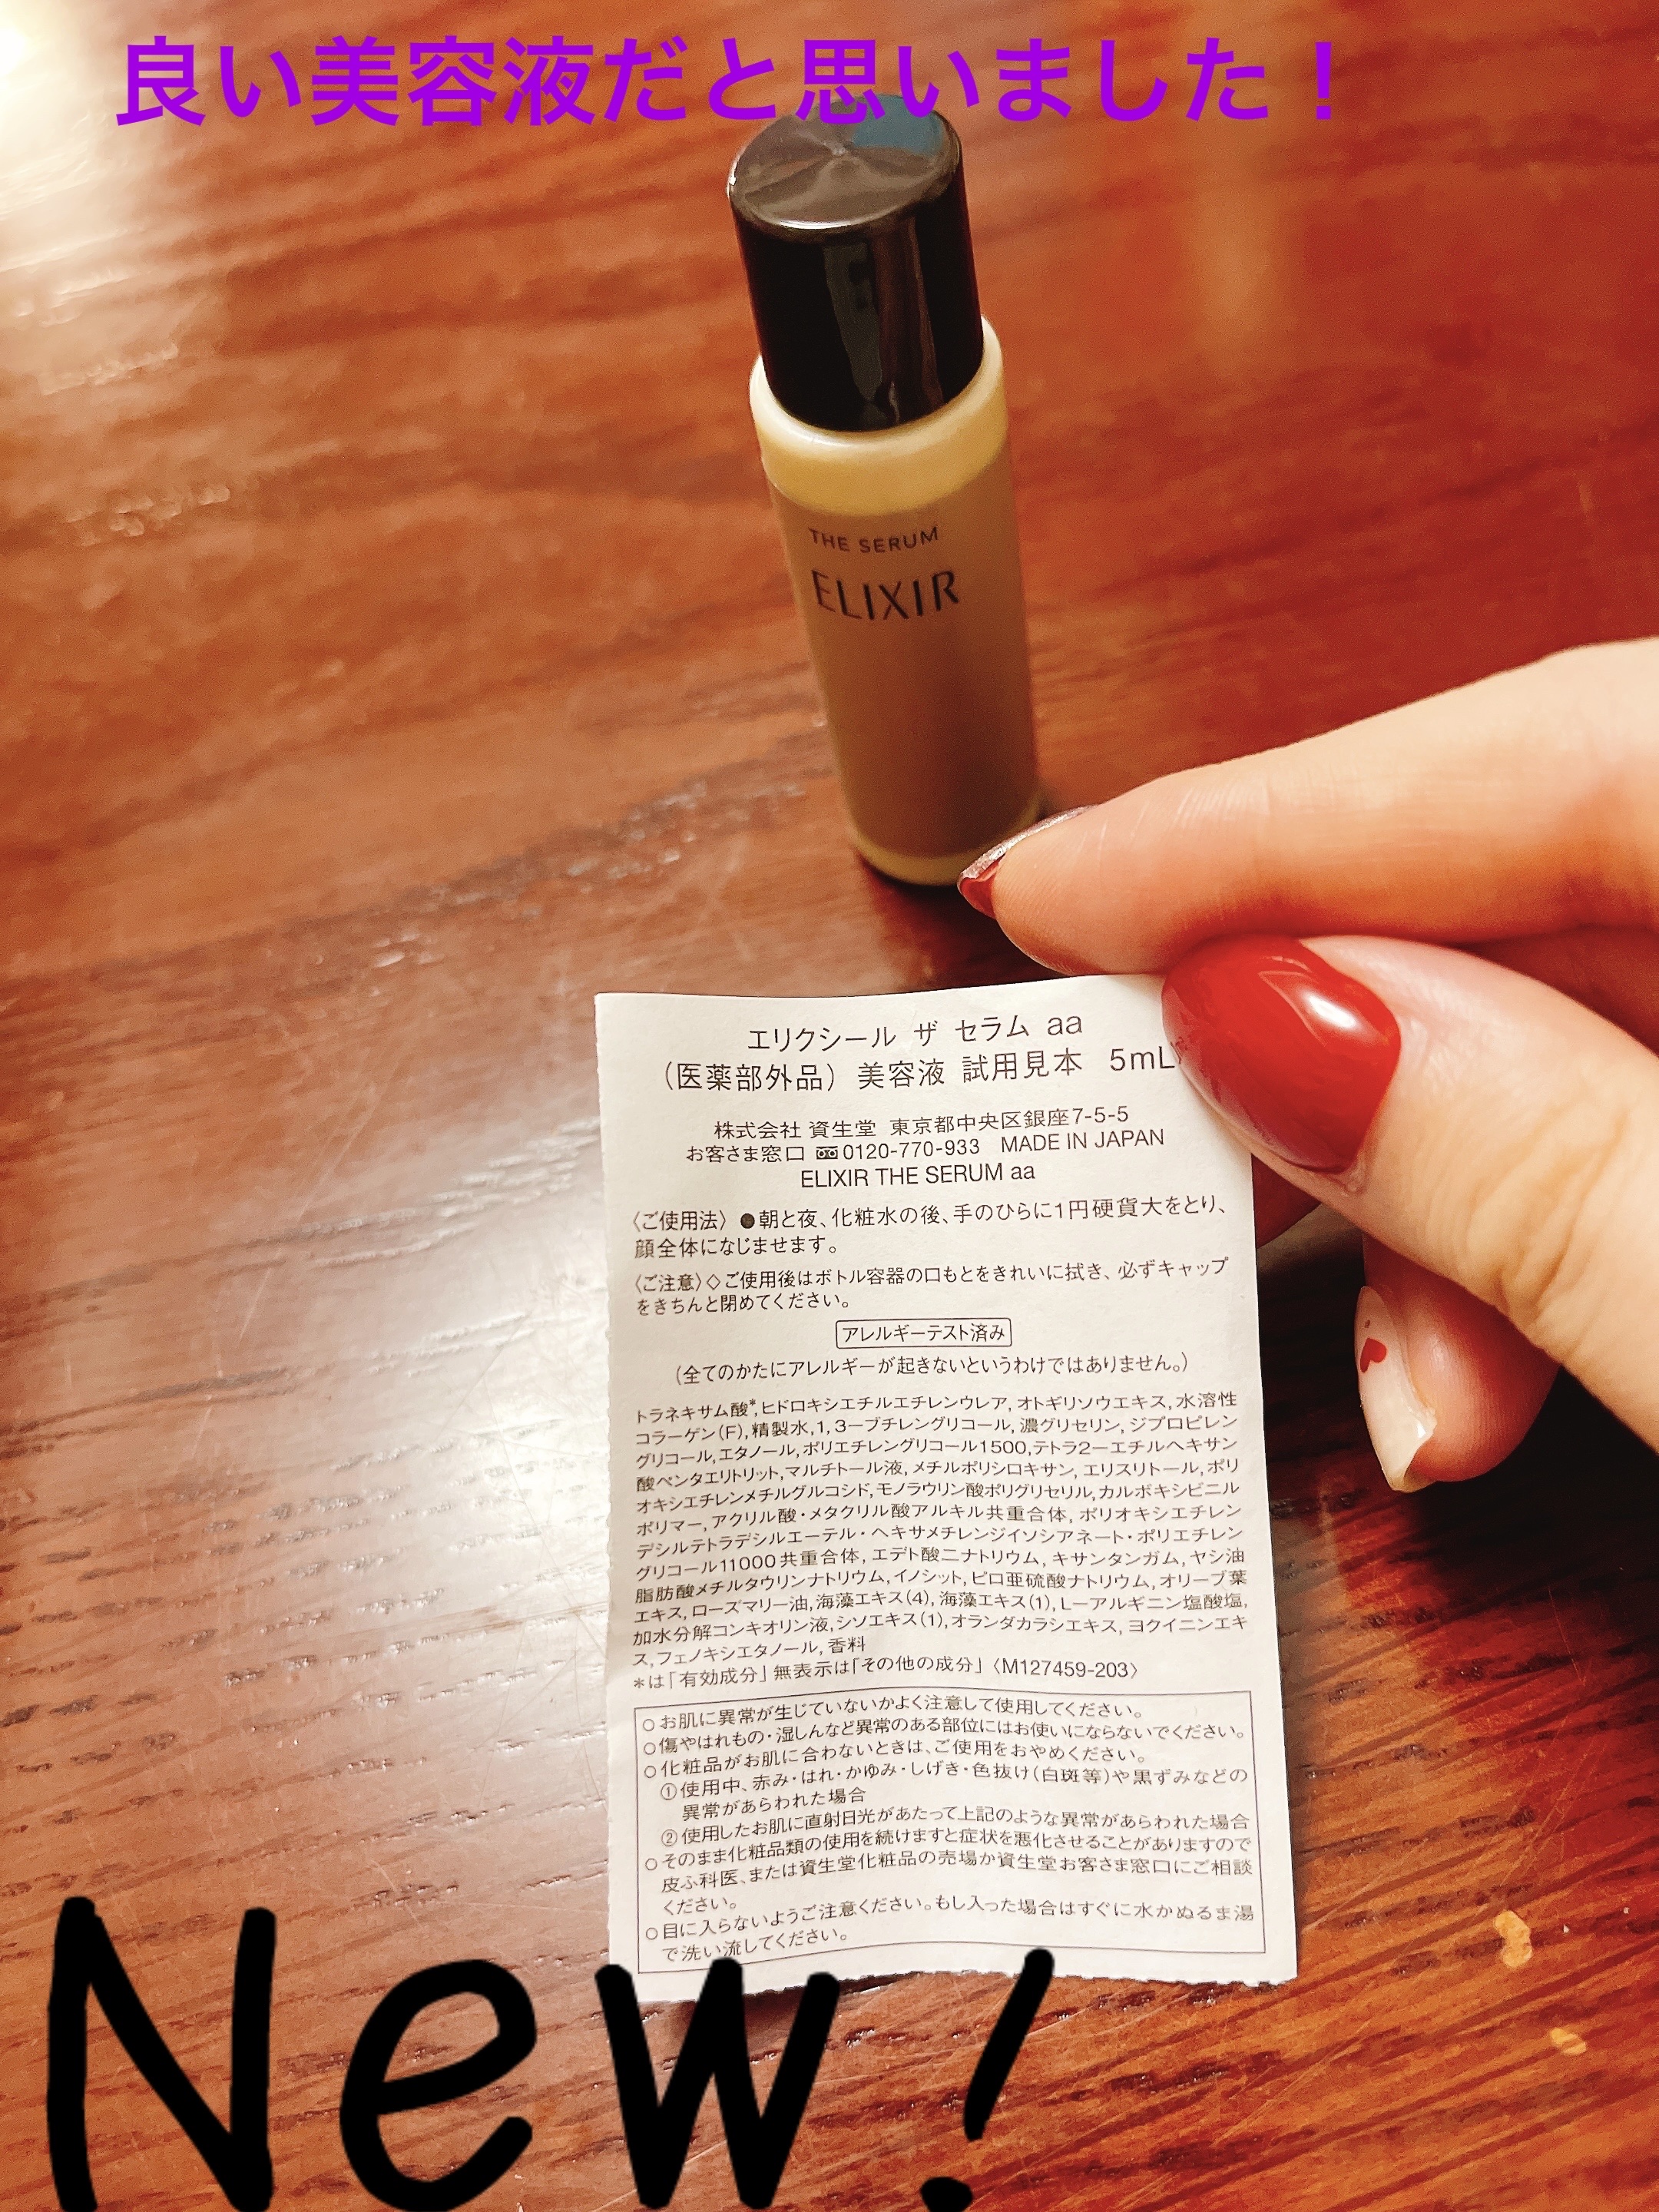 良い美容液だと思いました！
THE SERUM
ELIXIR
エリクシール ザ セラム aa
（医薬部外品） 美容液 試用見本 5mL
株式会社 資生堂 東京都中央区銀座7-5-5
お客さま窓口 0120-770-933 MADE IN JAPAN
ELIXIR THE SERUM aa
〈ご使用法〉 ●朝と夜、化粧水の後、手のひらに1円硬貨大をとり、
顔全体になじませます。
〈ご注意〉◇ご使用後はボトル容器の口もとをきれいに拭き、必ずキャップ
をきちんと閉めてください。
アレルギーテスト済み
（全てのかたにアレルギーが起きないというわけではありません。）
トラネキサム酸*,ヒドロキシエチルエチレンウレア,オトギリソウエキス,水溶性
コラーゲン(F),精製水,1,3ーブチレングリコール,濃グリセリン,ジプロピレン
グリコール,エタノール,ポリエチレングリコール1500,テトラ2ーエチルヘキサン
酸ペンタエリトリット,マルチトール液,メチルポリシロキサン,エリスリトール,ポリ
オキシエチレンメチルグルコシド,モノラウリン酸ポリグリセリル,カルボキシビニル
ポリマー,アクリル酸・メタクリル酸アルキル共重合体,ポリオキシエチレン
デシルテトラデシルエーテル・ヘキサメチレンジイソシアネート・ポリエチレン
グリコール11000共重合体,エデト酸二ナトリウム,キサンタンガム,ヤシ油
脂肪酸メチルタウリンナトリウム,イノシット,ピロ亜硫酸ナトリウム,オリーブ葉
エキス,ローズマリー油,海藻エキス(4),海藻エキス(1),Lーアルギニン塩酸塩,
加水分解コンキオリン液,シソエキス(1),オランダカラシエキス,ヨクイニンエキ
ス,フェノキシエタノール,香料
*は「有効成分」無表示は「その他の成分」〈M127459-203〉
○お肌に異常が生じていないかよく注意して使用してください。
○傷やはれもの・湿しんなど異常のある部位にはお使いにならないでください。
○化粧品がお肌に合わないときは、ご使用をおやめください。
①使用中、赤み・はれ・かゆみ・しげき・色抜け(白斑等)や黒ずみなどの
異常があらわれた場合
②使用したお肌に直射日光があたって上記のような異常があらわれた場合
○そのまま化粧品類の使用を続けますと症状を悪化させることがありますので
皮ふ科医、または資生堂化粧品の売場か資生堂お客さま窓口にご相談
ください。
○目に入らないようご注意ください。もし入った場合はすぐに水かぬるま湯
で洗い流してください。
New!